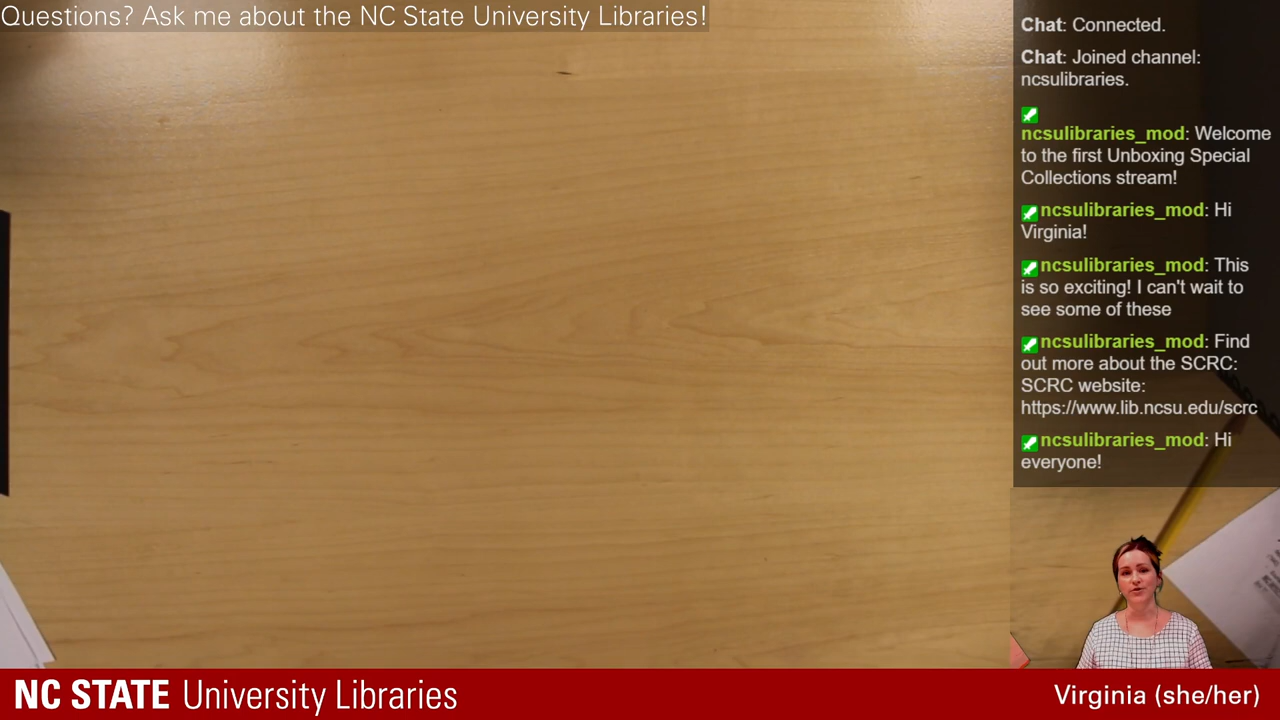 Questions? Ask me about the NC State University Libraries!
Chat: Connected.
Chat: Joined channel:
ncsulibraries.
ncsulibraries_mod: Welcome
to the first Unboxing Special
Collections stream!
ncsulibraries_mod: Hi
Virginia!
ncsulibraries_mod: This
is so exciting! I can't wait to
see some of these
ncsulibraries_mod: Find
out more about the SCRC:
SCRC website:
https://www.lib.ncsu.edu/scrc
ncsulibraries_mod: Hi
everyone!
NC STATE University Libraries
Virginia (she/her)